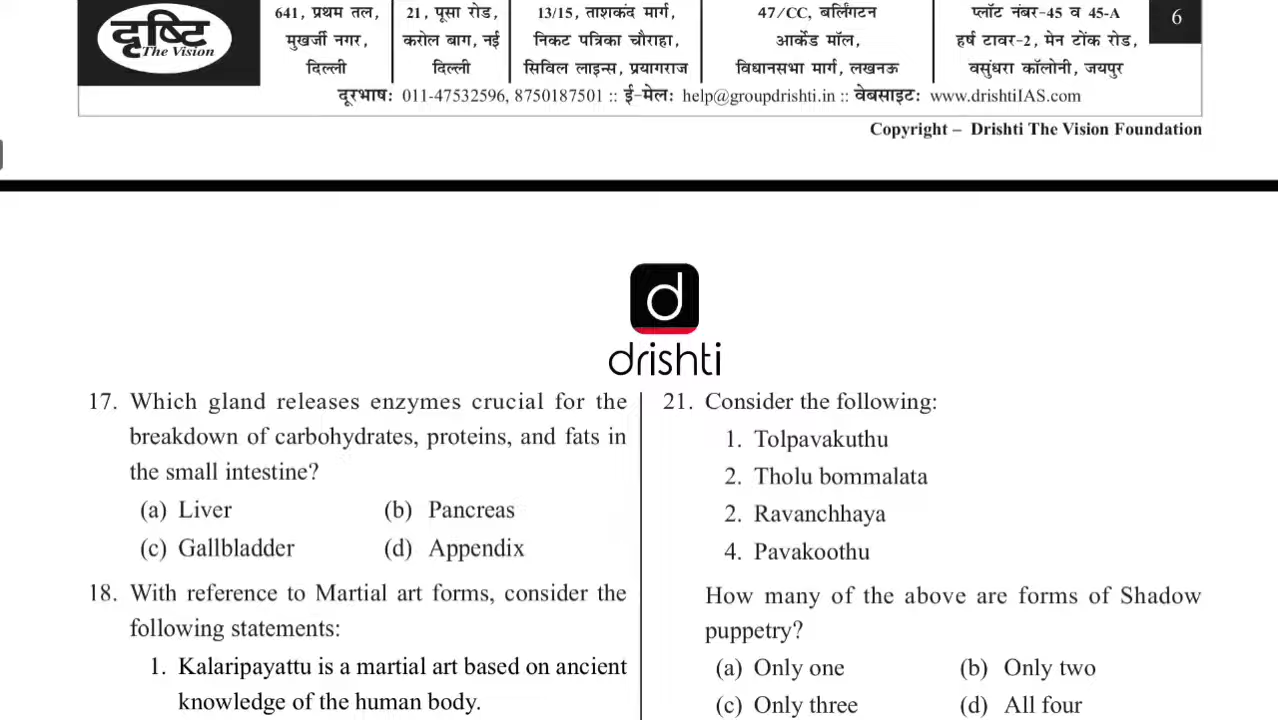 दृष्टि
The Vision
641, प्रथम तल,
मुखर्जी नगर,
दिल्ली
21, पूसा रोड,
करोल बाग, नई
दिल्ली
13/15, ताशकंद मार्ग,
निकट पत्रिका चौराहा,
सिविल लाइन्स, प्रयागराज
47/CC, बर्लिंगटन
आर्केड मॉल,
विधानसभा मार्ग, लखनऊ
प्लॉट नंबर-45 व 45-A
हर्ष टावर-2, मेन टोंक रोड,
वसुंधरा कॉलोनी, जयपुर
6
दूरभाष: 011-47532596, 8750187501 :: ई-मेल: help@groupdrishti.in :: वेबसाइट: www.drishtiIAS.com
Copyright – Drishti The Vision Foundation
d
drishti
17. Which gland releases enzymes crucial for the
breakdown of carbohydrates, proteins, and fats in
the small intestine?
(a) Liver (b) Pancreas
(c) Gallbladder (d) Appendix
18. With reference to Martial art forms, consider the
following statements:
1. Kalaripayattu is a martial art based on ancient
knowledge of the human body.
21. Consider the following:
1. Tolpavakuthu
2. Tholu bommalata
2. Ravanchhaya
4. Pavakoothu
How many of the above are forms of Shadow
puppetry?
(a) Only one (b) Only two
(c) Only three (d) All four